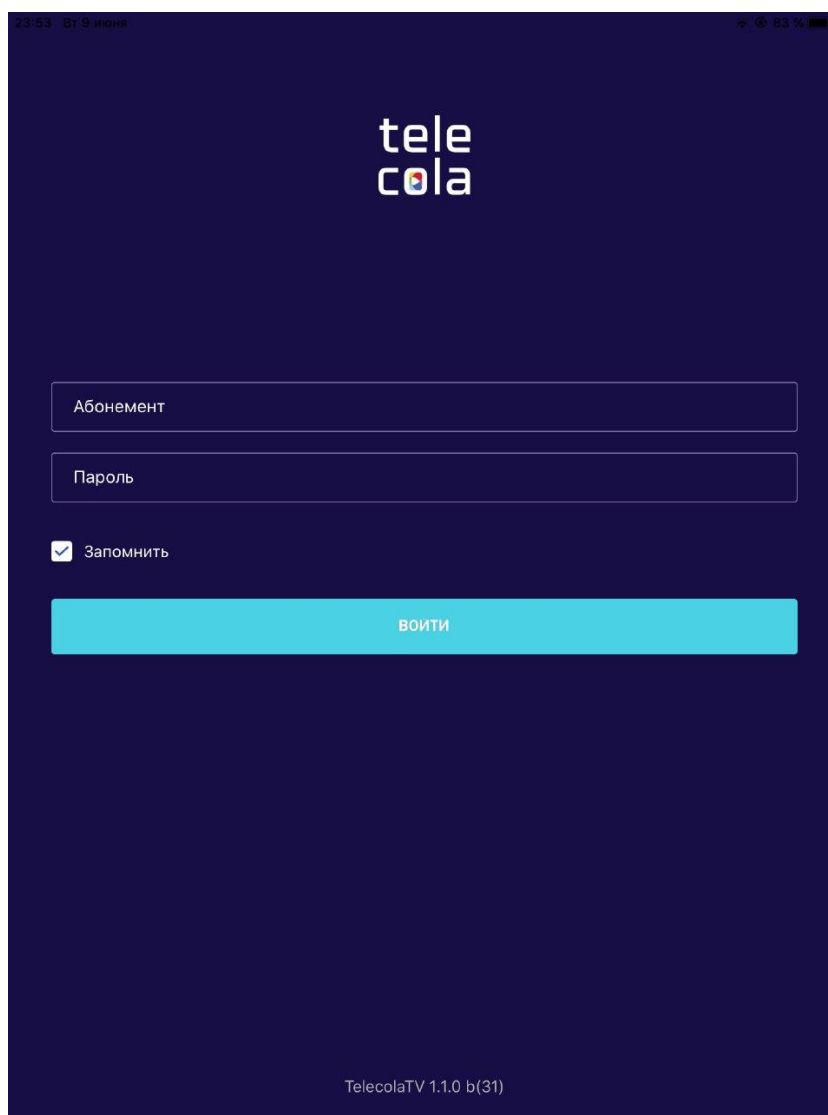 23:53 Вт 9 июня
83 %
tele
cola
Абонемент
Пароль
Запомнить
ВОЙТИ
TelecolaTV 1.1.0 b(31)